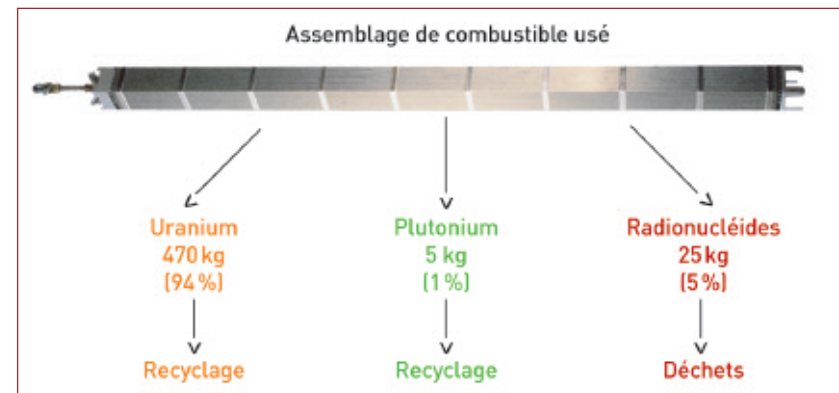 Assemblage de combustible usé
Uranium
470 kg
(94 %)
Recyclage
Plutonium
5 kg
(1 %)
Recyclage
Radionucléides
25 kg
(5 %)
Déchets